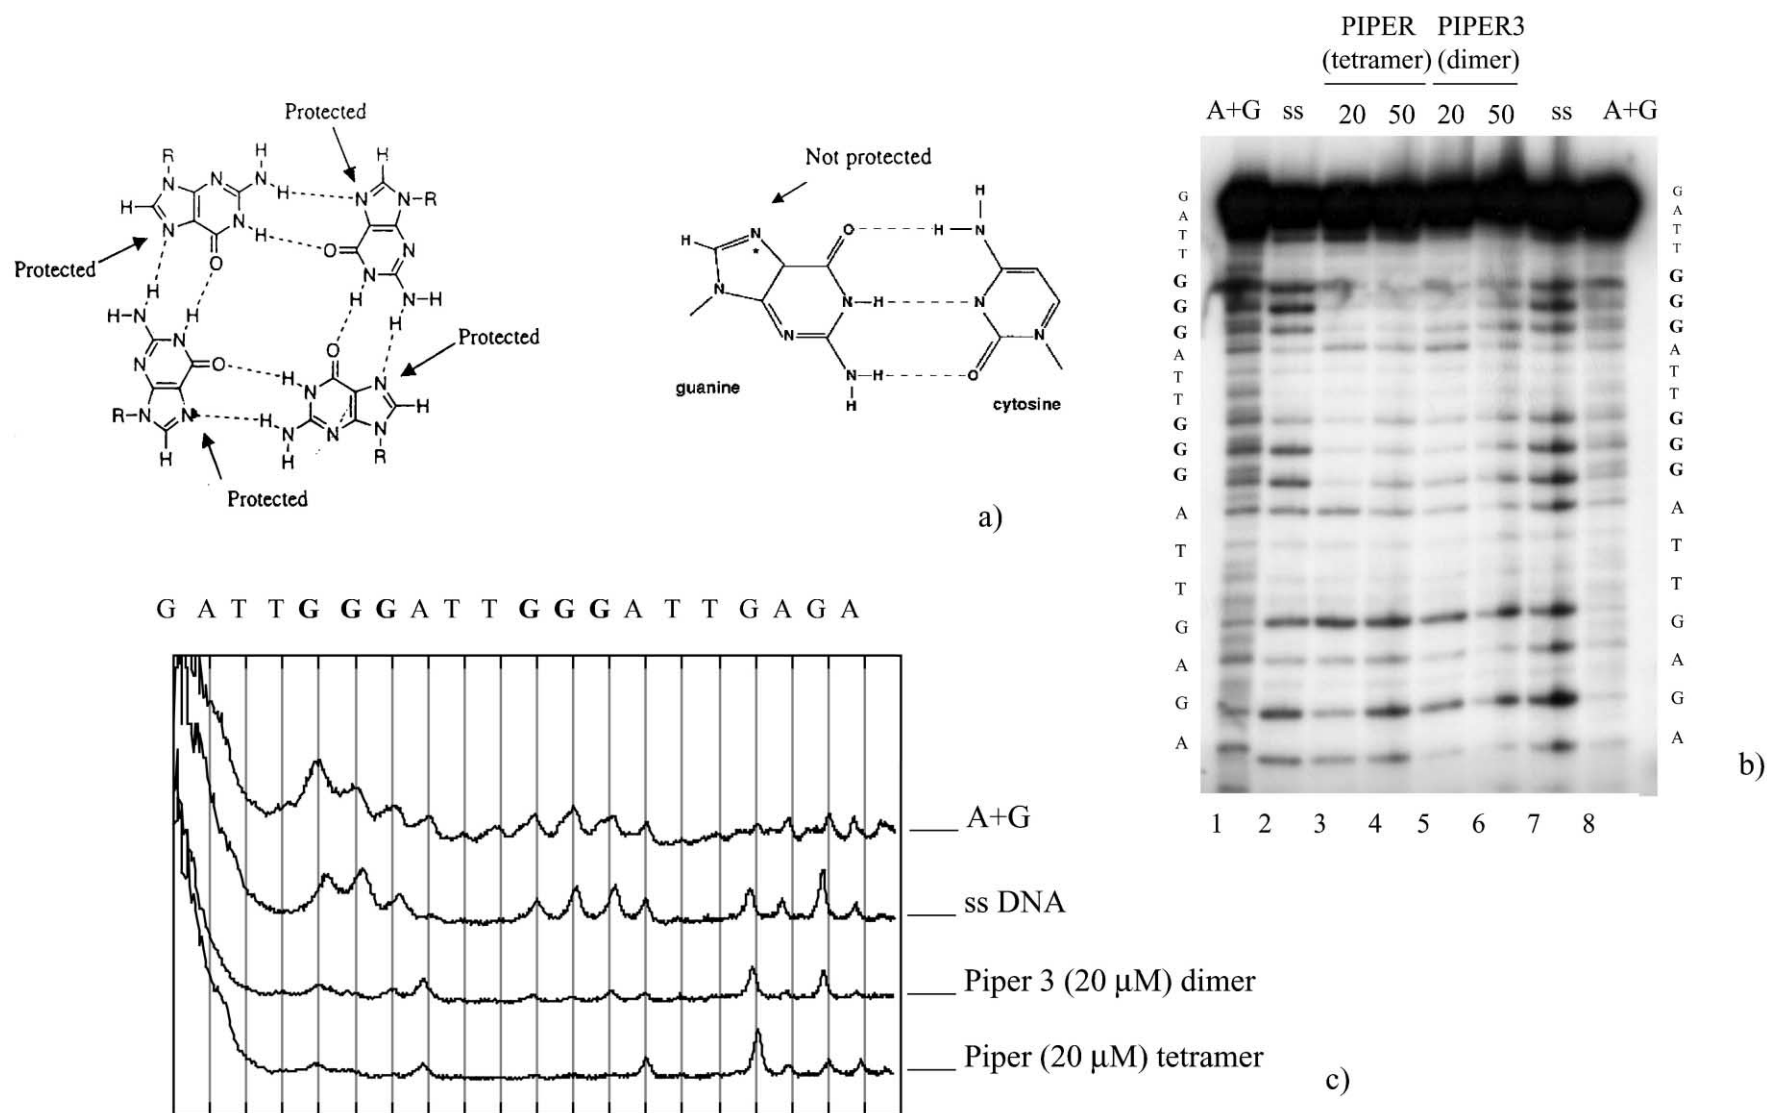 Protected
R
H
N
N
N
H
H
N
H
R
N
N
H
N
H
O
O
N
N
H
Protected
N
H
H
N
H
H
H
N
H
O
Protected
N
N
O
H
N
N
H
R
N
N
H
N
N
N
H
H
R
H
Protected
a)
Not protected
H
N
*
N
O
N
H
N
N
H
H
guanine
H
H
N
N
O
N
cytosine
PIPER PIPER3
(tetramer) (dimer)
A+G ss 20 50 20 50 ss A+G
G G
A A
T T
T T
G G
G G
G G
A A
T T
T T
G G
G G
G G
A A
T T
T T
G G
A A
G G
A A
1 2 3 4 5 6 7 8
b)
G A T T G G G A T T G G G A T T G A G A
A+G
ss DNA
Piper 3 (20 μM) dimer
Piper (20 μM) tetramer
c)